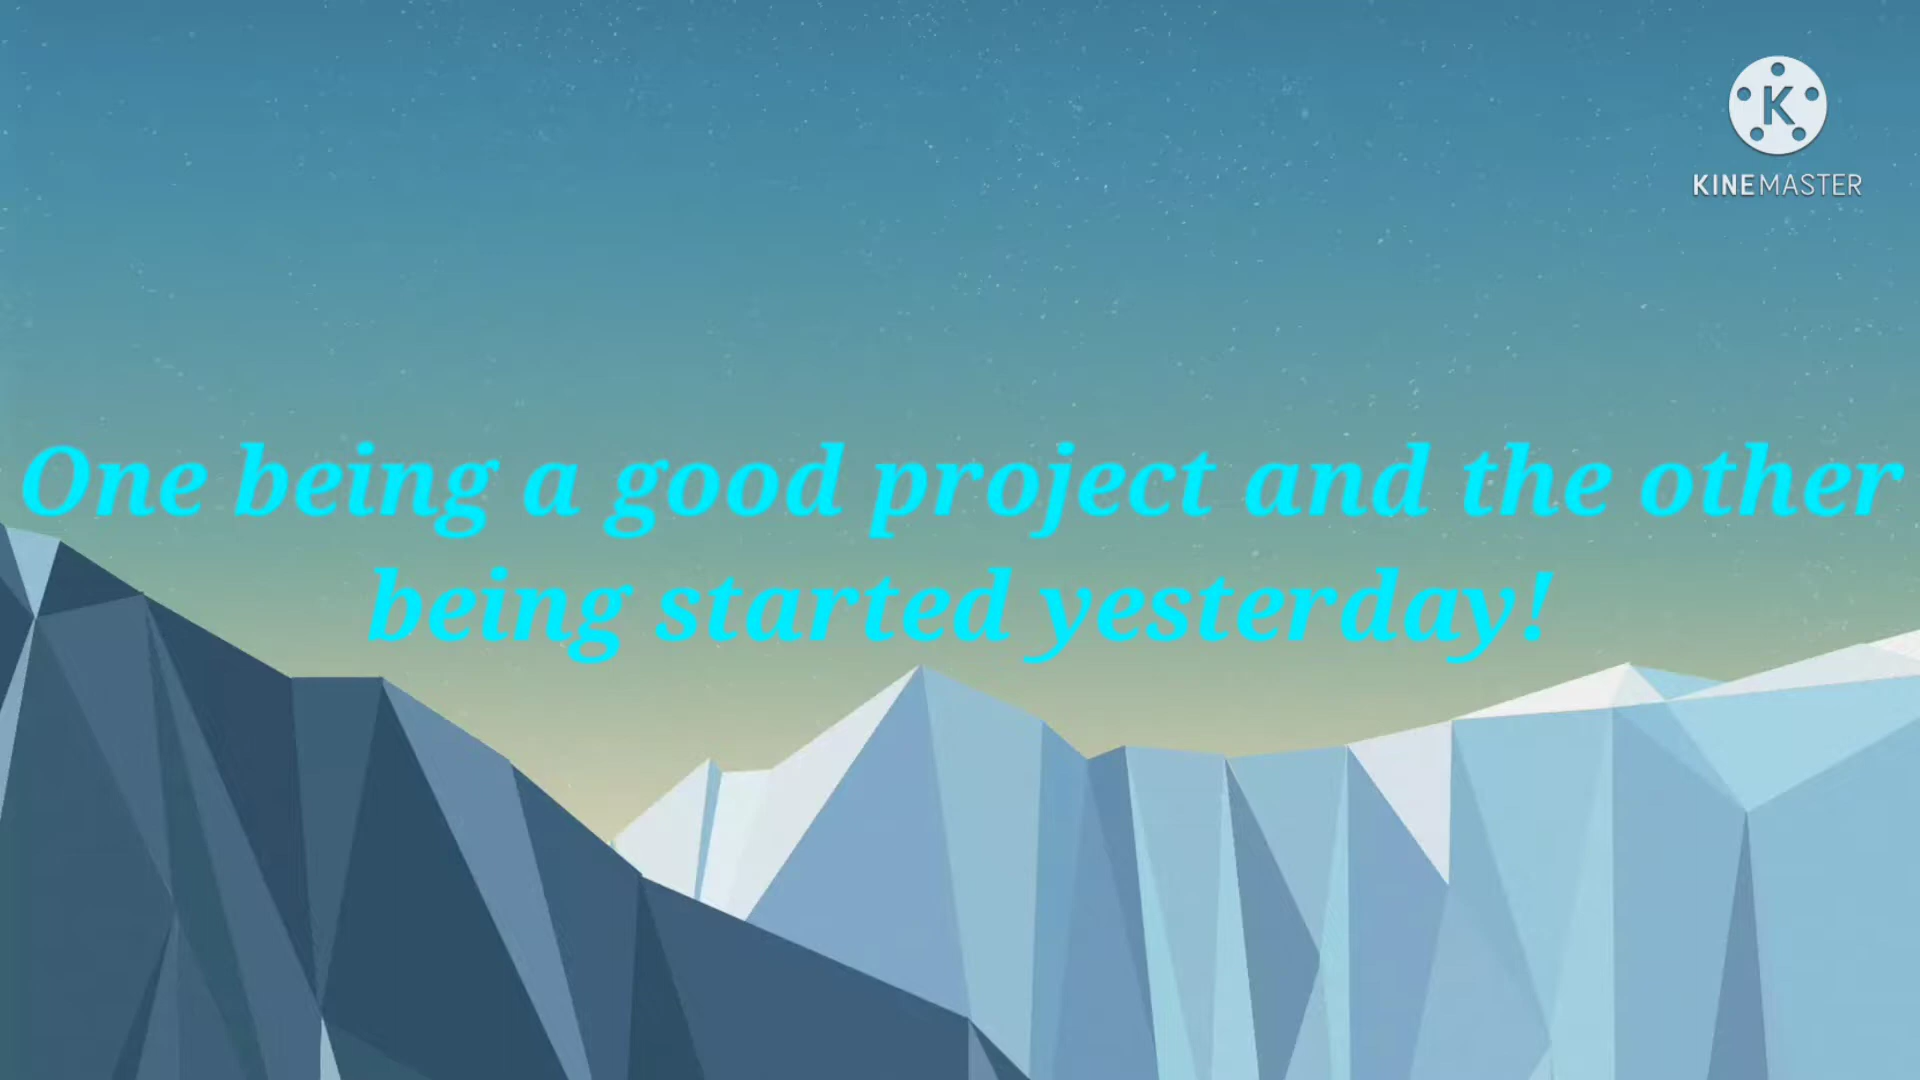 K
KINEMASTER
One being a good project and the other
being started yesterday!